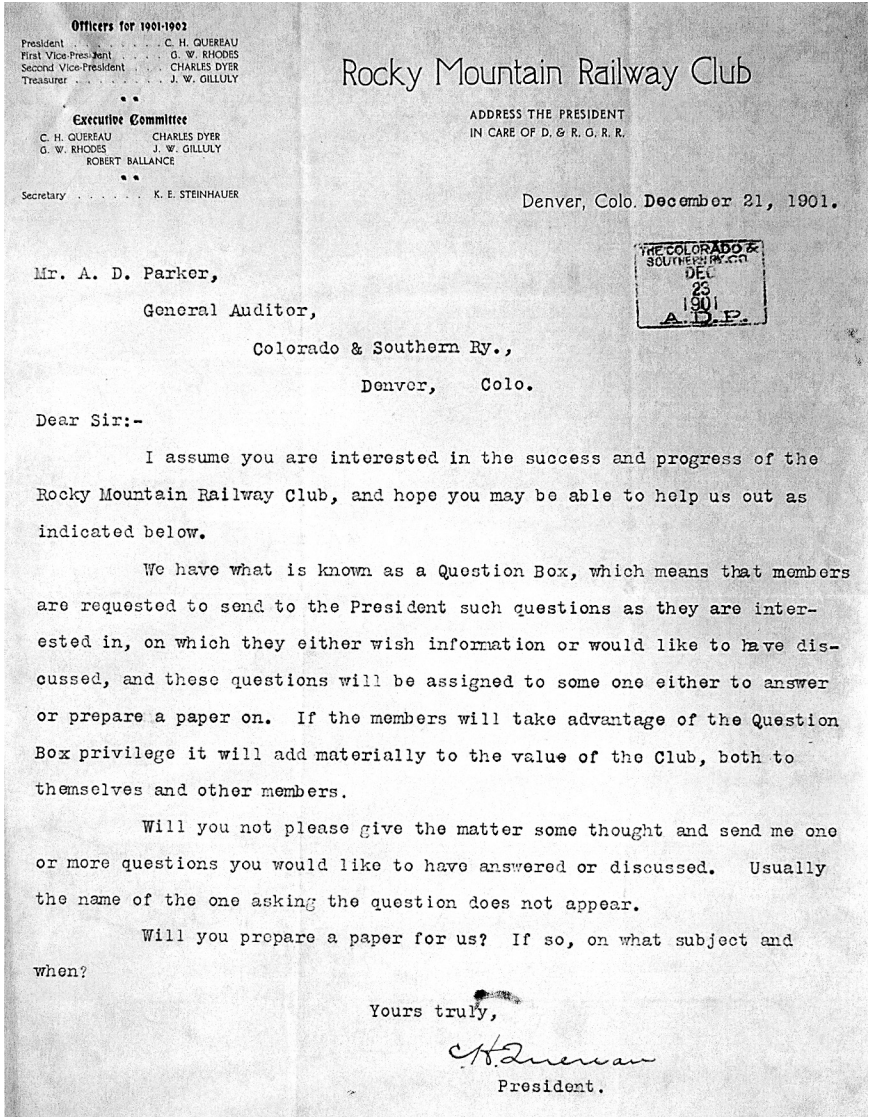 Officers for 1901-1902
President . . . . . . . . . C. H. QUEREAU
First Vice-President . . . . . G. W. RHODES
Second Vice-President . . . CHARLES DYER
Treasurer . . . . . . . . J. W. GILLULY
Executive Committee
C. H. QUEREAU CHARLES DYER
G. W. RHODES J. W. GILLULY
ROBERT BALLANCE
Secretary . . . . . . K. E. STEINHAUER
Rocky Mountain Railway Club
ADDRESS THE PRESIDENT
IN CARE OF D. & R. G. R. R.
Denver, Colo. December 21, 1901.
THE COLORADO &
SOUTHERN RY. CO
DEC
23
1901
A. D. P.
Mr. A. D. Parker,
General Auditor,
Colorado & Southern Ry.,
Denver, Colo.
Dear Sir:-
I assume you are interested in the success and progress of the
Rocky Mountain Railway Club, and hope you may be able to help us out as
indicated below.
We have what is known as a Question Box, which means that members
are requested to send to the President such questions as they are inter-
ested in, on which they either wish information or would like to have dis-
cussed, and these questions will be assigned to some one either to answer
or prepare a paper on. If the members will take advantage of the Question
Box privilege it will add materially to the value of the Club, both to
themselves and other members.
Will you not please give the matter some thought and send me one
or more questions you would like to have answered or discussed. Usually
the name of the one asking the question does not appear.
Will you prepare a paper for us? If so, on what subject and
when?
Yours truly,
C. H. Quereau
President.